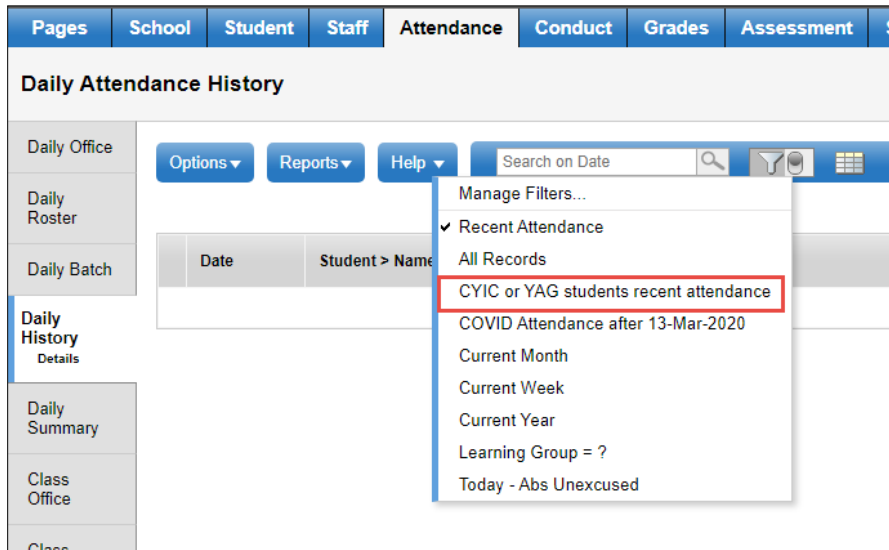 Pages School Student Staff Attendance Conduct Grades Assessment
Daily Attendance History
Daily Office
Daily
Roster
Daily Batch
Daily
History
Details
Daily
Summary
Class
Office
Class
Options Reports Help Search on Date
Date Student > Name
Manage Filters...
Recent Attendance
All Records
CYIC or YAG students recent attendance
COVID Attendance after 13-Mar-2020
Current Month
Current Week
Current Year
Learning Group = ?
Today - Abs Unexcused